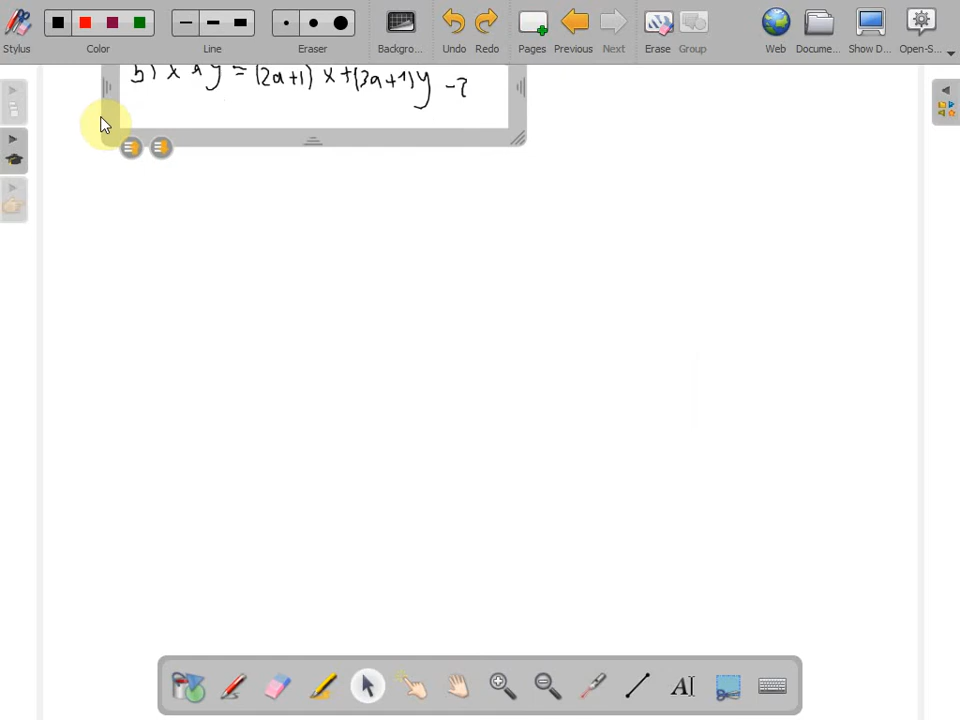 Stylus Color Line Eraser Backgro... Undo Redo Pages Previous Next Erase Group Web Docume... Show D... Open-S...
b) x * y = (2a+1) x + (3a+1) y - 2